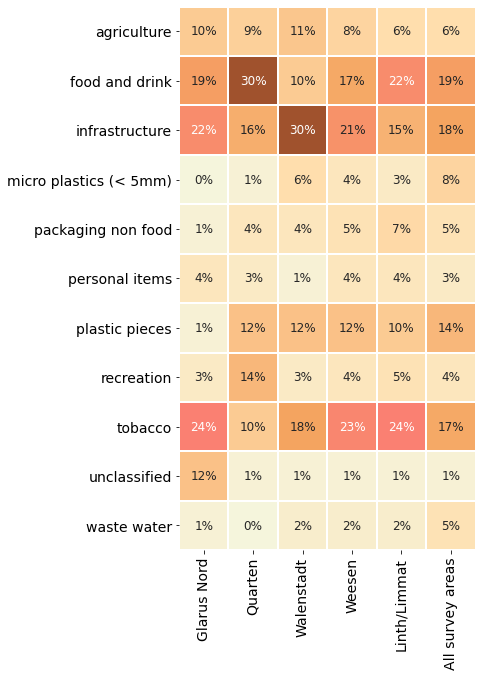 agriculture 10% 9% 11% 8% 6% 6%
food and drink 19% 30% 10% 17% 22% 19%
infrastructure 22% 16% 30% 21% 15% 18%
micro plastics (< 5mm) 0% 1% 6% 4% 3% 8%
packaging non food 1% 4% 4% 5% 7% 5%
personal items 4% 3% 1% 4% 4% 3%
plastic pieces 1% 12% 12% 12% 10% 14%
recreation 3% 14% 3% 4% 5% 4%
tobacco 24% 10% 18% 23% 24% 17%
unclassified 12% 1% 1% 1% 1% 1%
waste water 1% 0% 2% 2% 2% 5%
Glarus Nord
Quarten
Walenstadt
Weesen
Linth/Limmat
All survey areas